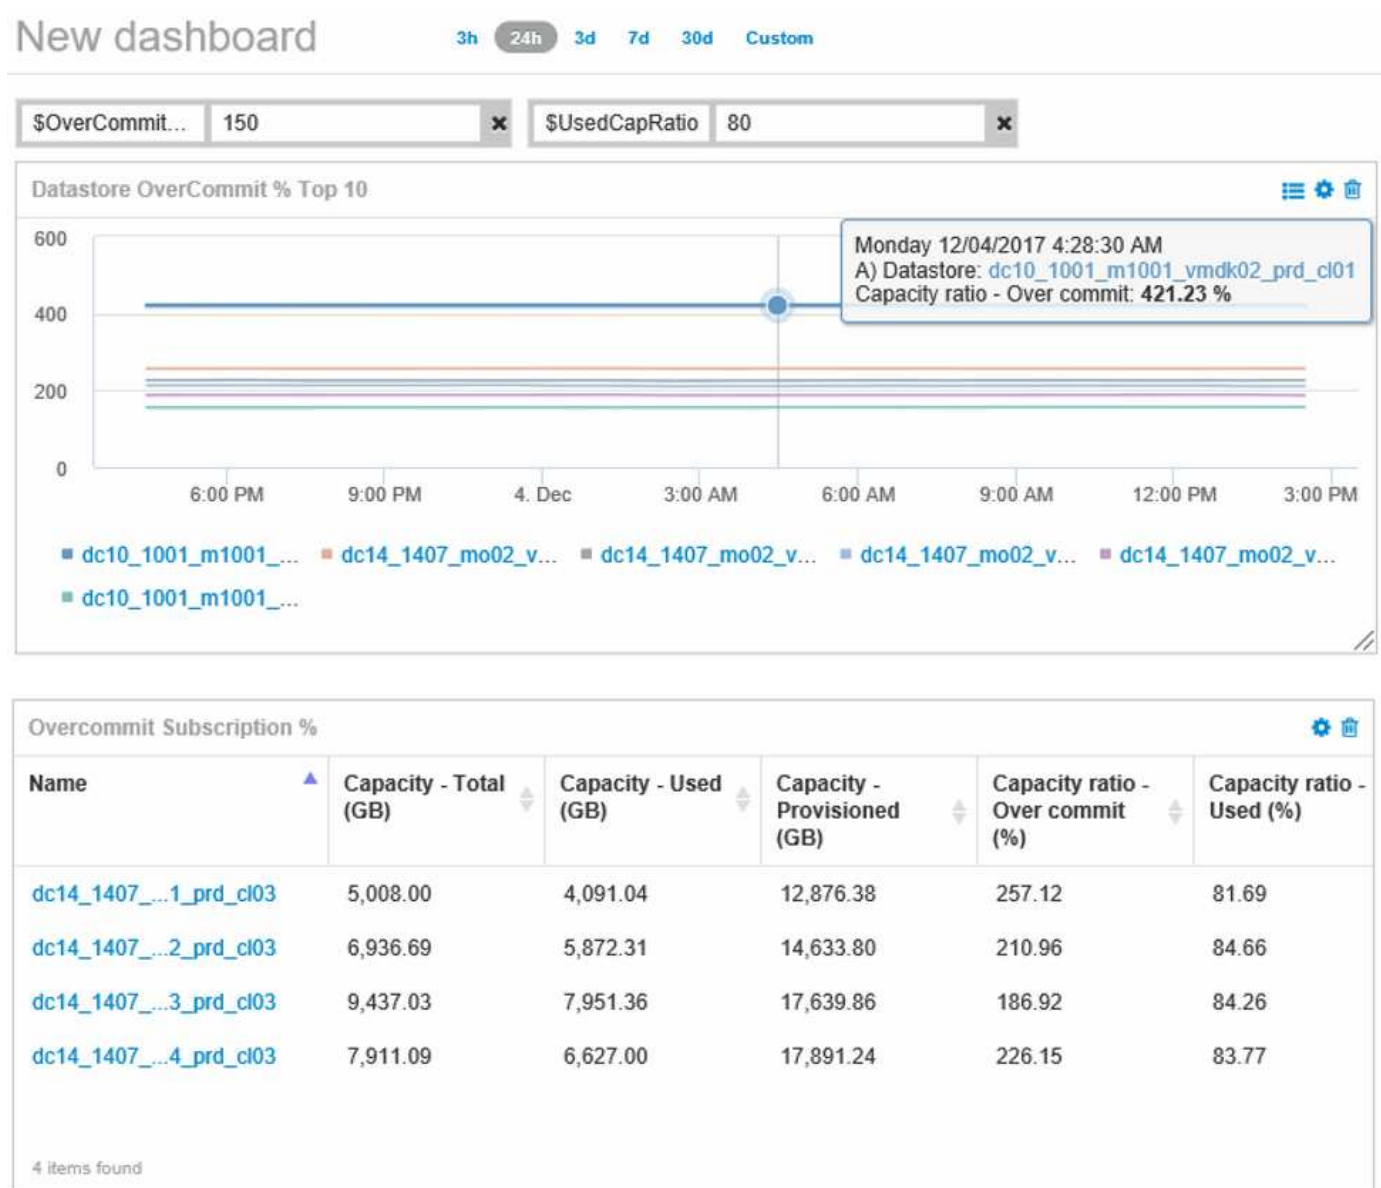 New dashboard 3h 24h 3d 7d 30d Custom
$OverCommit... 150 × $UsedCapRatio 80 ×
Datastore OverCommit % Top 10
Monday 12/04/2017 4:28:30 AM
A) Datastore: dc10_1001_m1001_vmdk02_prd_cl01
Capacity ratio - Over commit: 421.23 %
600
400
200
0
6:00 PM 9:00 PM 4. Dec 3:00 AM 6:00 AM 9:00 AM 12:00 PM 3:00 PM
dc10_1001_m1001_... dc14_1407_mo02_v... dc14_1407_mo02_v... dc14_1407_mo02_v... dc14_1407_mo02_v...
dc10_1001_m1001_...
Overcommit Subscription %
Name Capacity - Total Capacity - Used Capacity - Capacity ratio - Capacity ratio -
(GB) (GB) Provisioned Over commit Used (%)
(GB) (%)
dc14_1407_...1_prd_cl03 5,008.00 4,091.04 12,876.38 257.12 81.69
dc14_1407_...2_prd_cl03 6,936.69 5,872.31 14,633.80 210.96 84.66
dc14_1407_...3_prd_cl03 9,437.03 7,951.36 17,639.86 186.92 84.26
dc14_1407_...4_prd_cl03 7,911.09 6,627.00 17,891.24 226.15 83.77
4 items found